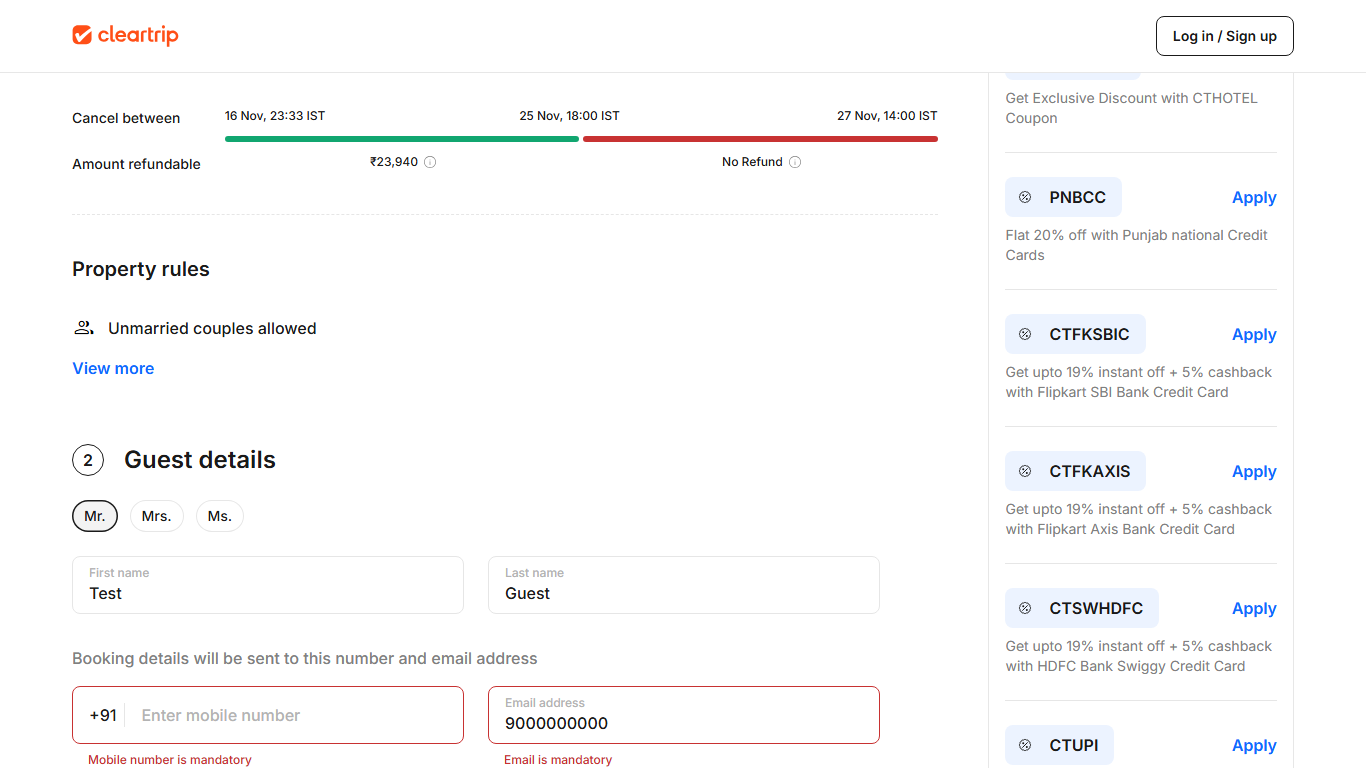 cleartrip
Log in / Sign up
Cancel between
16 Nov, 23:33 IST
25 Nov, 18:00 IST
27 Nov, 14:00 IST
Amount refundable
₹23,940
No Refund
Property rules
Unmarried couples allowed
View more
2
Guest details
Mr.
Mrs.
Ms.
First name
Test
Last name
Guest
Booking details will be sent to this number and email address
+91
Enter mobile number
Email address
9000000000
Mobile number is mandatory
Email is mandatory
Get Exclusive Discount with CTHOTEL
Coupon
PNBCC
Apply
Flat 20% off with Punjab national Credit
Cards
CTFKSBIC
Apply
Get upto 19% instant off + 5% cashback
with Flipkart SBI Bank Credit Card
CTFKAXIS
Apply
Get upto 19% instant off + 5% cashback
with Flipkart Axis Bank Credit Card
CTSWHDFC
Apply
Get upto 19% instant off + 5% cashback
with HDFC Bank Swiggy Credit Card
CTUPI
Apply